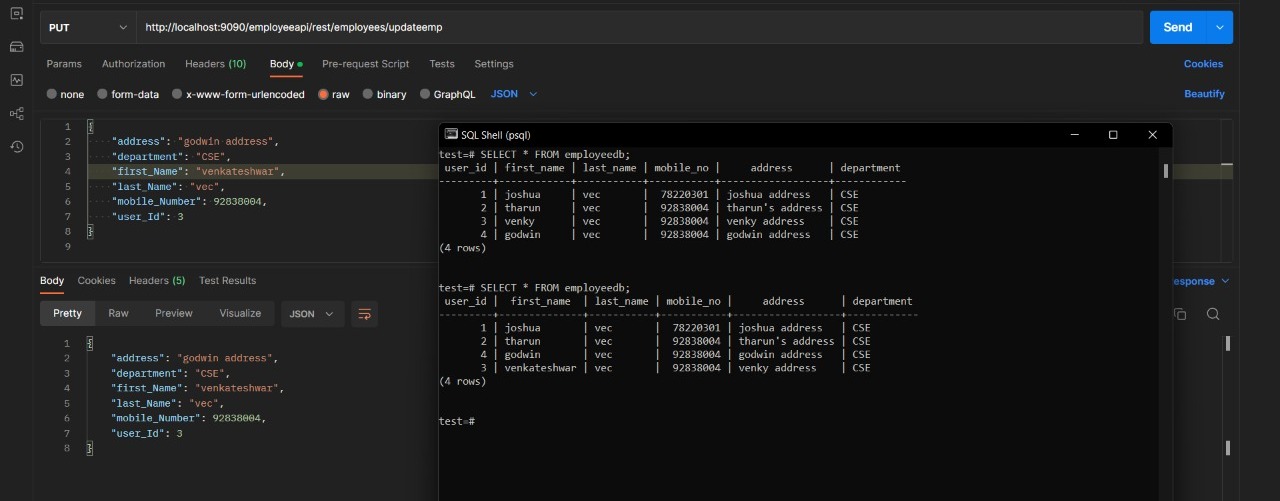 PUT http://localhost:9090/employeeapi/rest/employees/updateemp Send
Params Authorization Headers (10) Body Pre-request Script Tests Settings Cookies
none form-data x-www-form-urlencoded raw binary GraphQL JSON Beautify
1 {
2 "address": "godwin address",
3 "department": "CSE",
4 "first_Name": "venkateshwar",
5 "last_Name": "vec",
6 "mobile_Number": 92838004,
7 "user_Id": 3
8 }
9
Body Cookies Headers (5) Test Results esponse
Pretty Raw Preview Visualize JSON
1 {
2 "address": "godwin address",
3 "department": "CSE",
4 "first_Name": "venkateshwar",
5 "last_Name": "vec",
6 "mobile_Number": 92838004,
7 "user_Id": 3
8 }
SQL Shell (psql)
test=# SELECT * FROM employeedb;
user_id | first_name | last_name | mobile_no | address | department
---------+------------+-----------+-----------+------------------+------------
1 | joshua | vec | 78220301 | joshua address | CSE
2 | tharun | vec | 92838004 | tharun's address | CSE
3 | venky | vec | 92838004 | venky address | CSE
4 | godwin | vec | 92838004 | godwin address | CSE
(4 rows)
test=# SELECT * FROM employeedb;
user_id | first_name | last_name | mobile_no | address | department
---------+--------------+-----------+-----------+------------------+------------
1 | joshua | vec | 78220301 | joshua address | CSE
2 | tharun | vec | 92838004 | tharun's address | CSE
4 | godwin | vec | 92838004 | godwin address | CSE
3 | venkateshwar | vec | 92838004 | venky address | CSE
(4 rows)
test=#